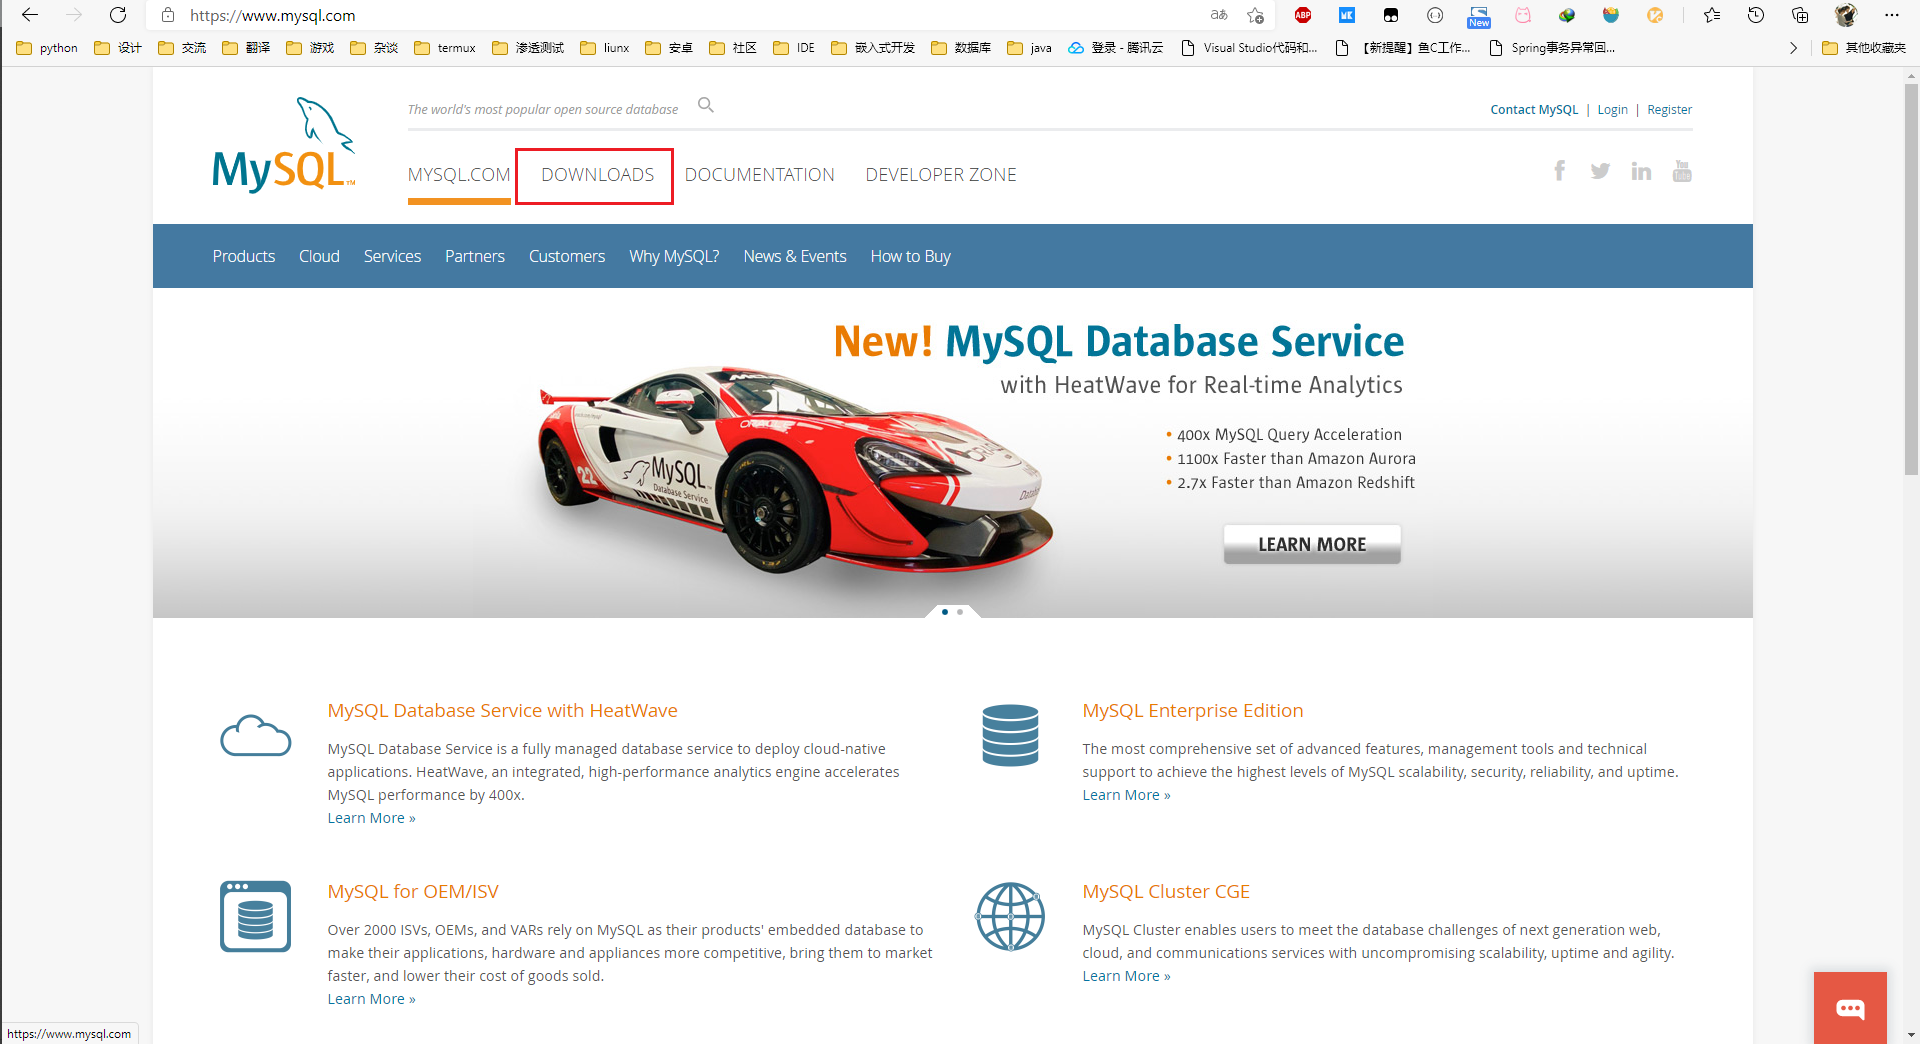 https://www.mysql.com
aあ
ABP
New
python 设计 交流 翻译 游戏 杂谈 termux 渗透测试 liunx 安卓 社区 IDE 嵌入式开发 数据库 java 登录 - 腾讯云 Visual Studio代码和... 【新提醒】鱼C工作... Spring事务异常回... 其他收藏夹
MySQL™
The world's most popular open source database
Contact MySQL | Login | Register
MYSQL.COM DOWNLOADS DOCUMENTATION DEVELOPER ZONE
You Tube
Products Cloud Services Partners Customers Why MySQL? News & Events How to Buy
New! MySQL Database Service
with HeatWave for Real-time Analytics
• 400x MySQL Query Acceleration
• 1100x Faster than Amazon Aurora
• 2.7x Faster than Amazon Redshift
LEARN MORE
ORACLE
22
MySQL
Database Service
MySQL Database Service with HeatWave
MySQL Database Service is a fully managed database service to deploy cloud-native
applications. HeatWave, an integrated, high-performance analytics engine accelerates
MySQL performance by 400x.
Learn More »
MySQL Enterprise Edition
The most comprehensive set of advanced features, management tools and technical
support to achieve the highest levels of MySQL scalability, security, reliability, and uptime.
Learn More »
MySQL for OEM/ISV
Over 2000 ISVs, OEMs, and VARs rely on MySQL as their products' embedded database to
make their applications, hardware and appliances more competitive, bring them to market
faster, and lower their cost of goods sold.
Learn More »
MySQL Cluster CGE
MySQL Cluster enables users to meet the database challenges of next generation web,
cloud, and communications services with uncompromising scalability, uptime and agility.
Learn More »
https://www.mysql.com